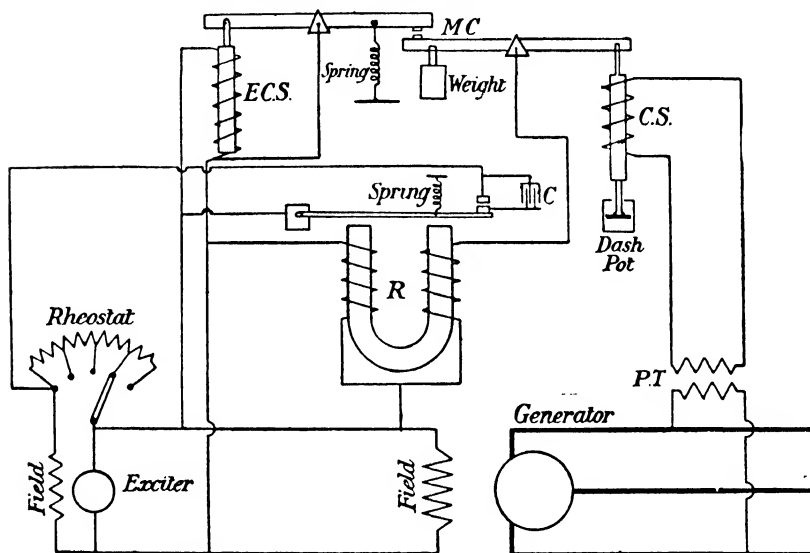 MC
Spring
E.C.S.
Weight
C.S.
Spring
C
Dash
Pot
R
Rheostat
P.T
Generator
Field
Exciter
Field